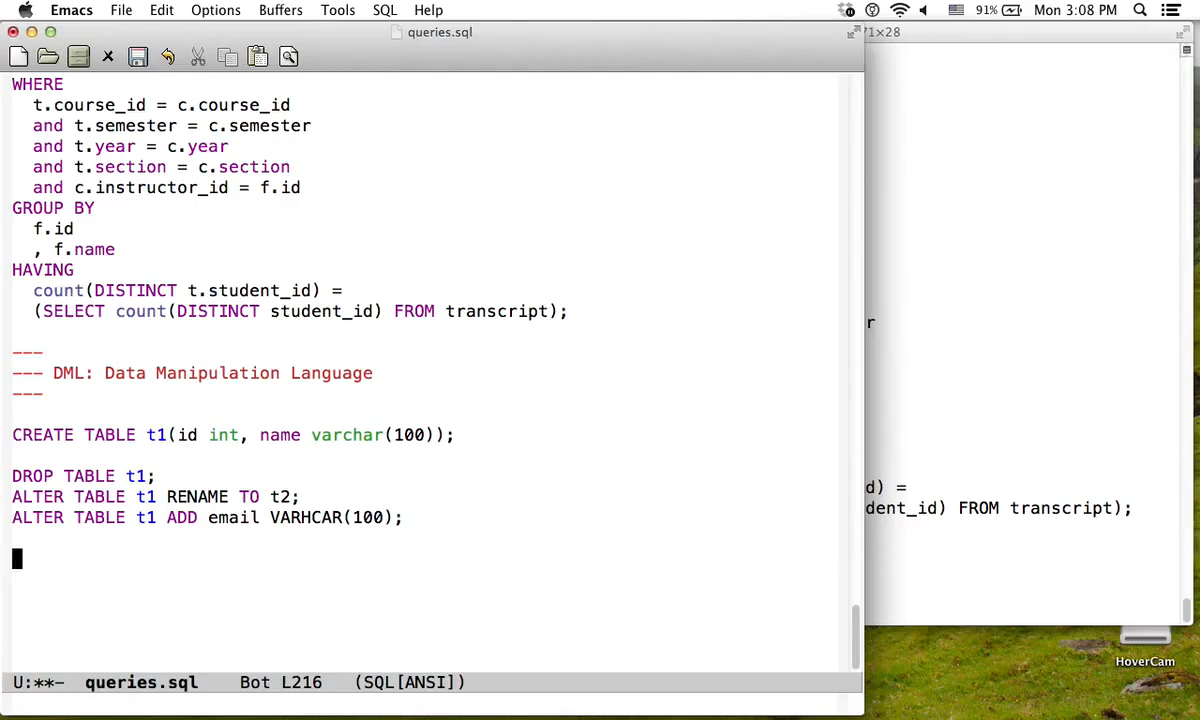 Emacs File Edit Options Buffers Tools SQL Help 91% Mon 3:08 PM
queries.sql
71×28
WHERE
t.course_id = c.course_id
and t.semester = c.semester
and t.year = c.year
and t.section = c.section
and c.instructor_id = f.id
GROUP BY
f.id
, f.name
HAVING
count(DISTINCT t.student_id) =
(SELECT count(DISTINCT student_id) FROM transcript);
---
--- DML: Data Manipulation Language
---
CREATE TABLE t1(id int, name varchar(100));
DROP TABLE t1;
ALTER TABLE t1 RENAME TO t2;
ALTER TABLE t1 ADD email VARHCAR(100);
U:**- queries.sql Bot L216 (SQL[ANSI])
r
d) =
dent_id) FROM transcript);
HoverCam